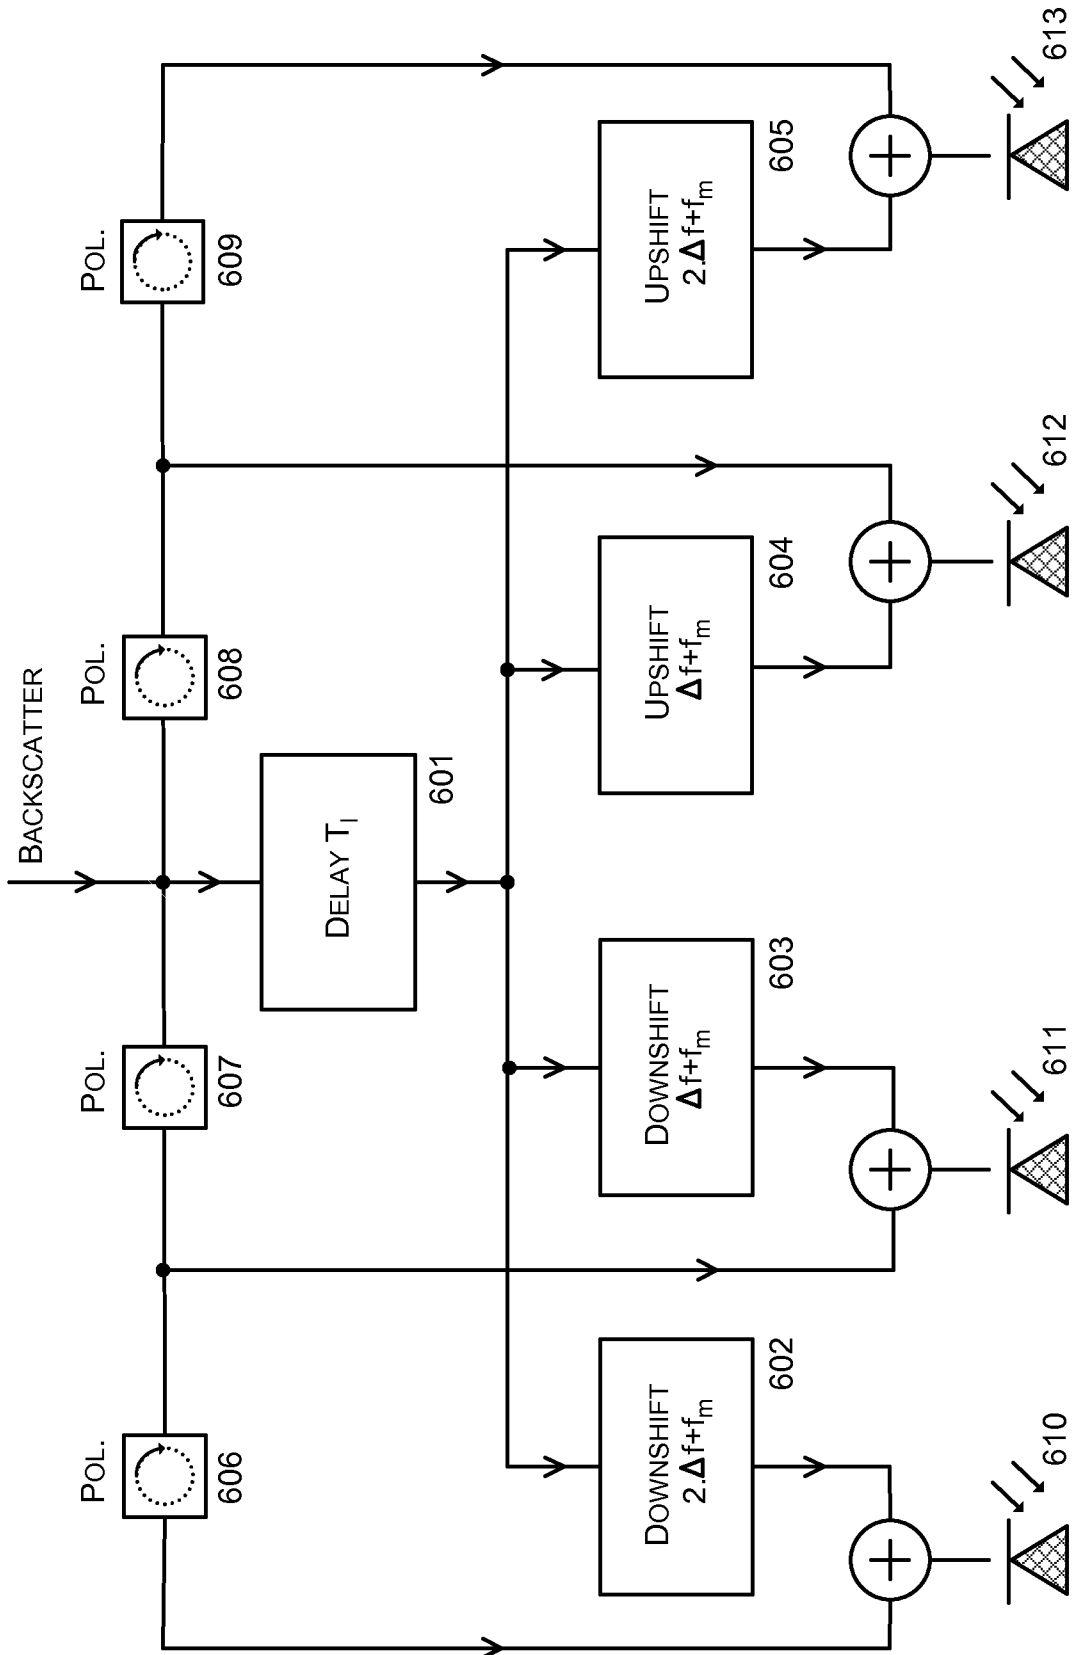 BACKSCATTER
POL.
606
POL.
607
POL.
608
POL.
609
DELAY T_I
601
DOWNSHIFT
2.Δf+f_m
602
DOWNSHIFT
Δf+f_m
603
UPSHIFT
Δf+f_m
604
UPSHIFT
2.Δf+f_m
605
610
611
612
613